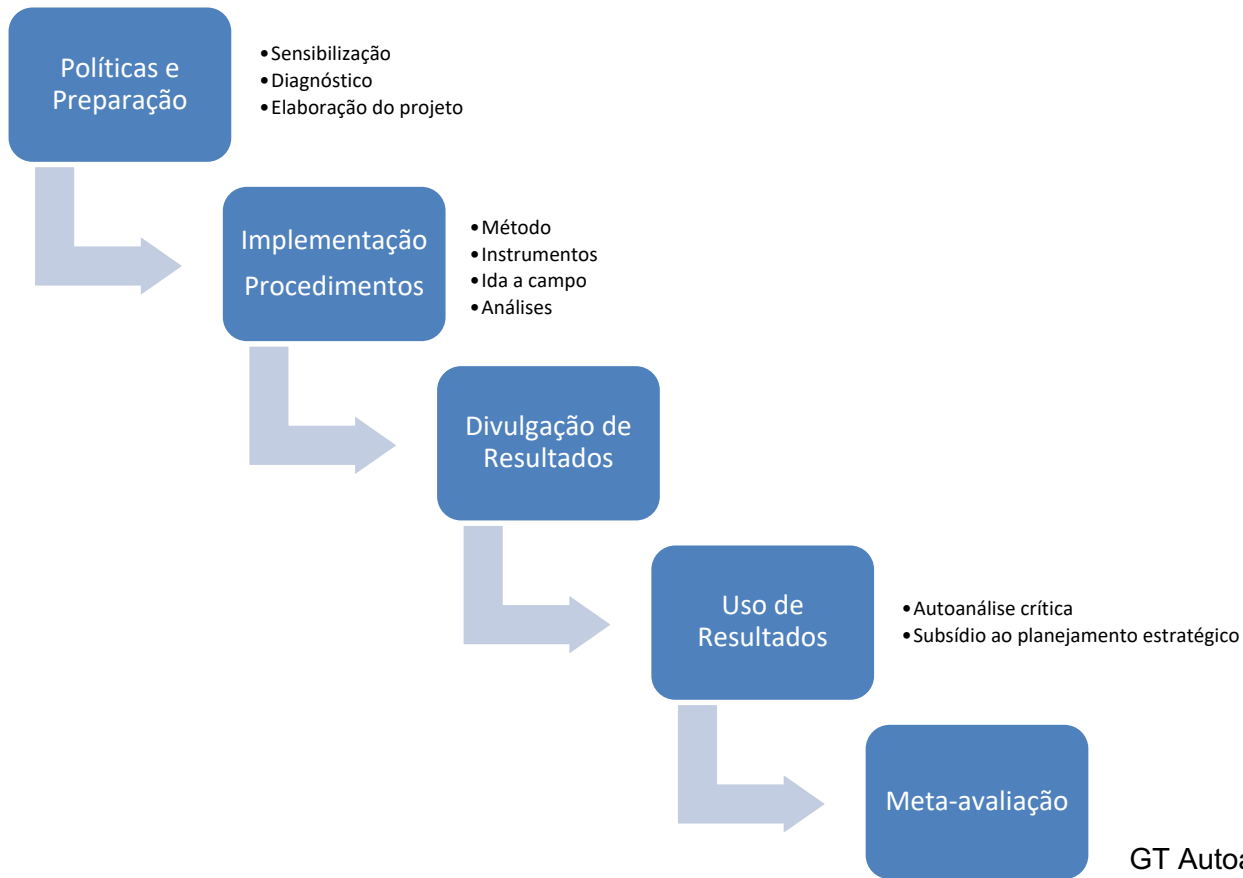 Políticas e
Preparação
•Sensibilização
•Diagnóstico
•Elaboração do projeto
Implementação
Procedimentos
•Método
•Instrumentos
•Ida a campo
•Análises
Divulgação de
Resultados
Uso de
Resultados
•Autoanálise crítica
•Subsídio ao planejamento estratégico
Meta-avaliação
GT